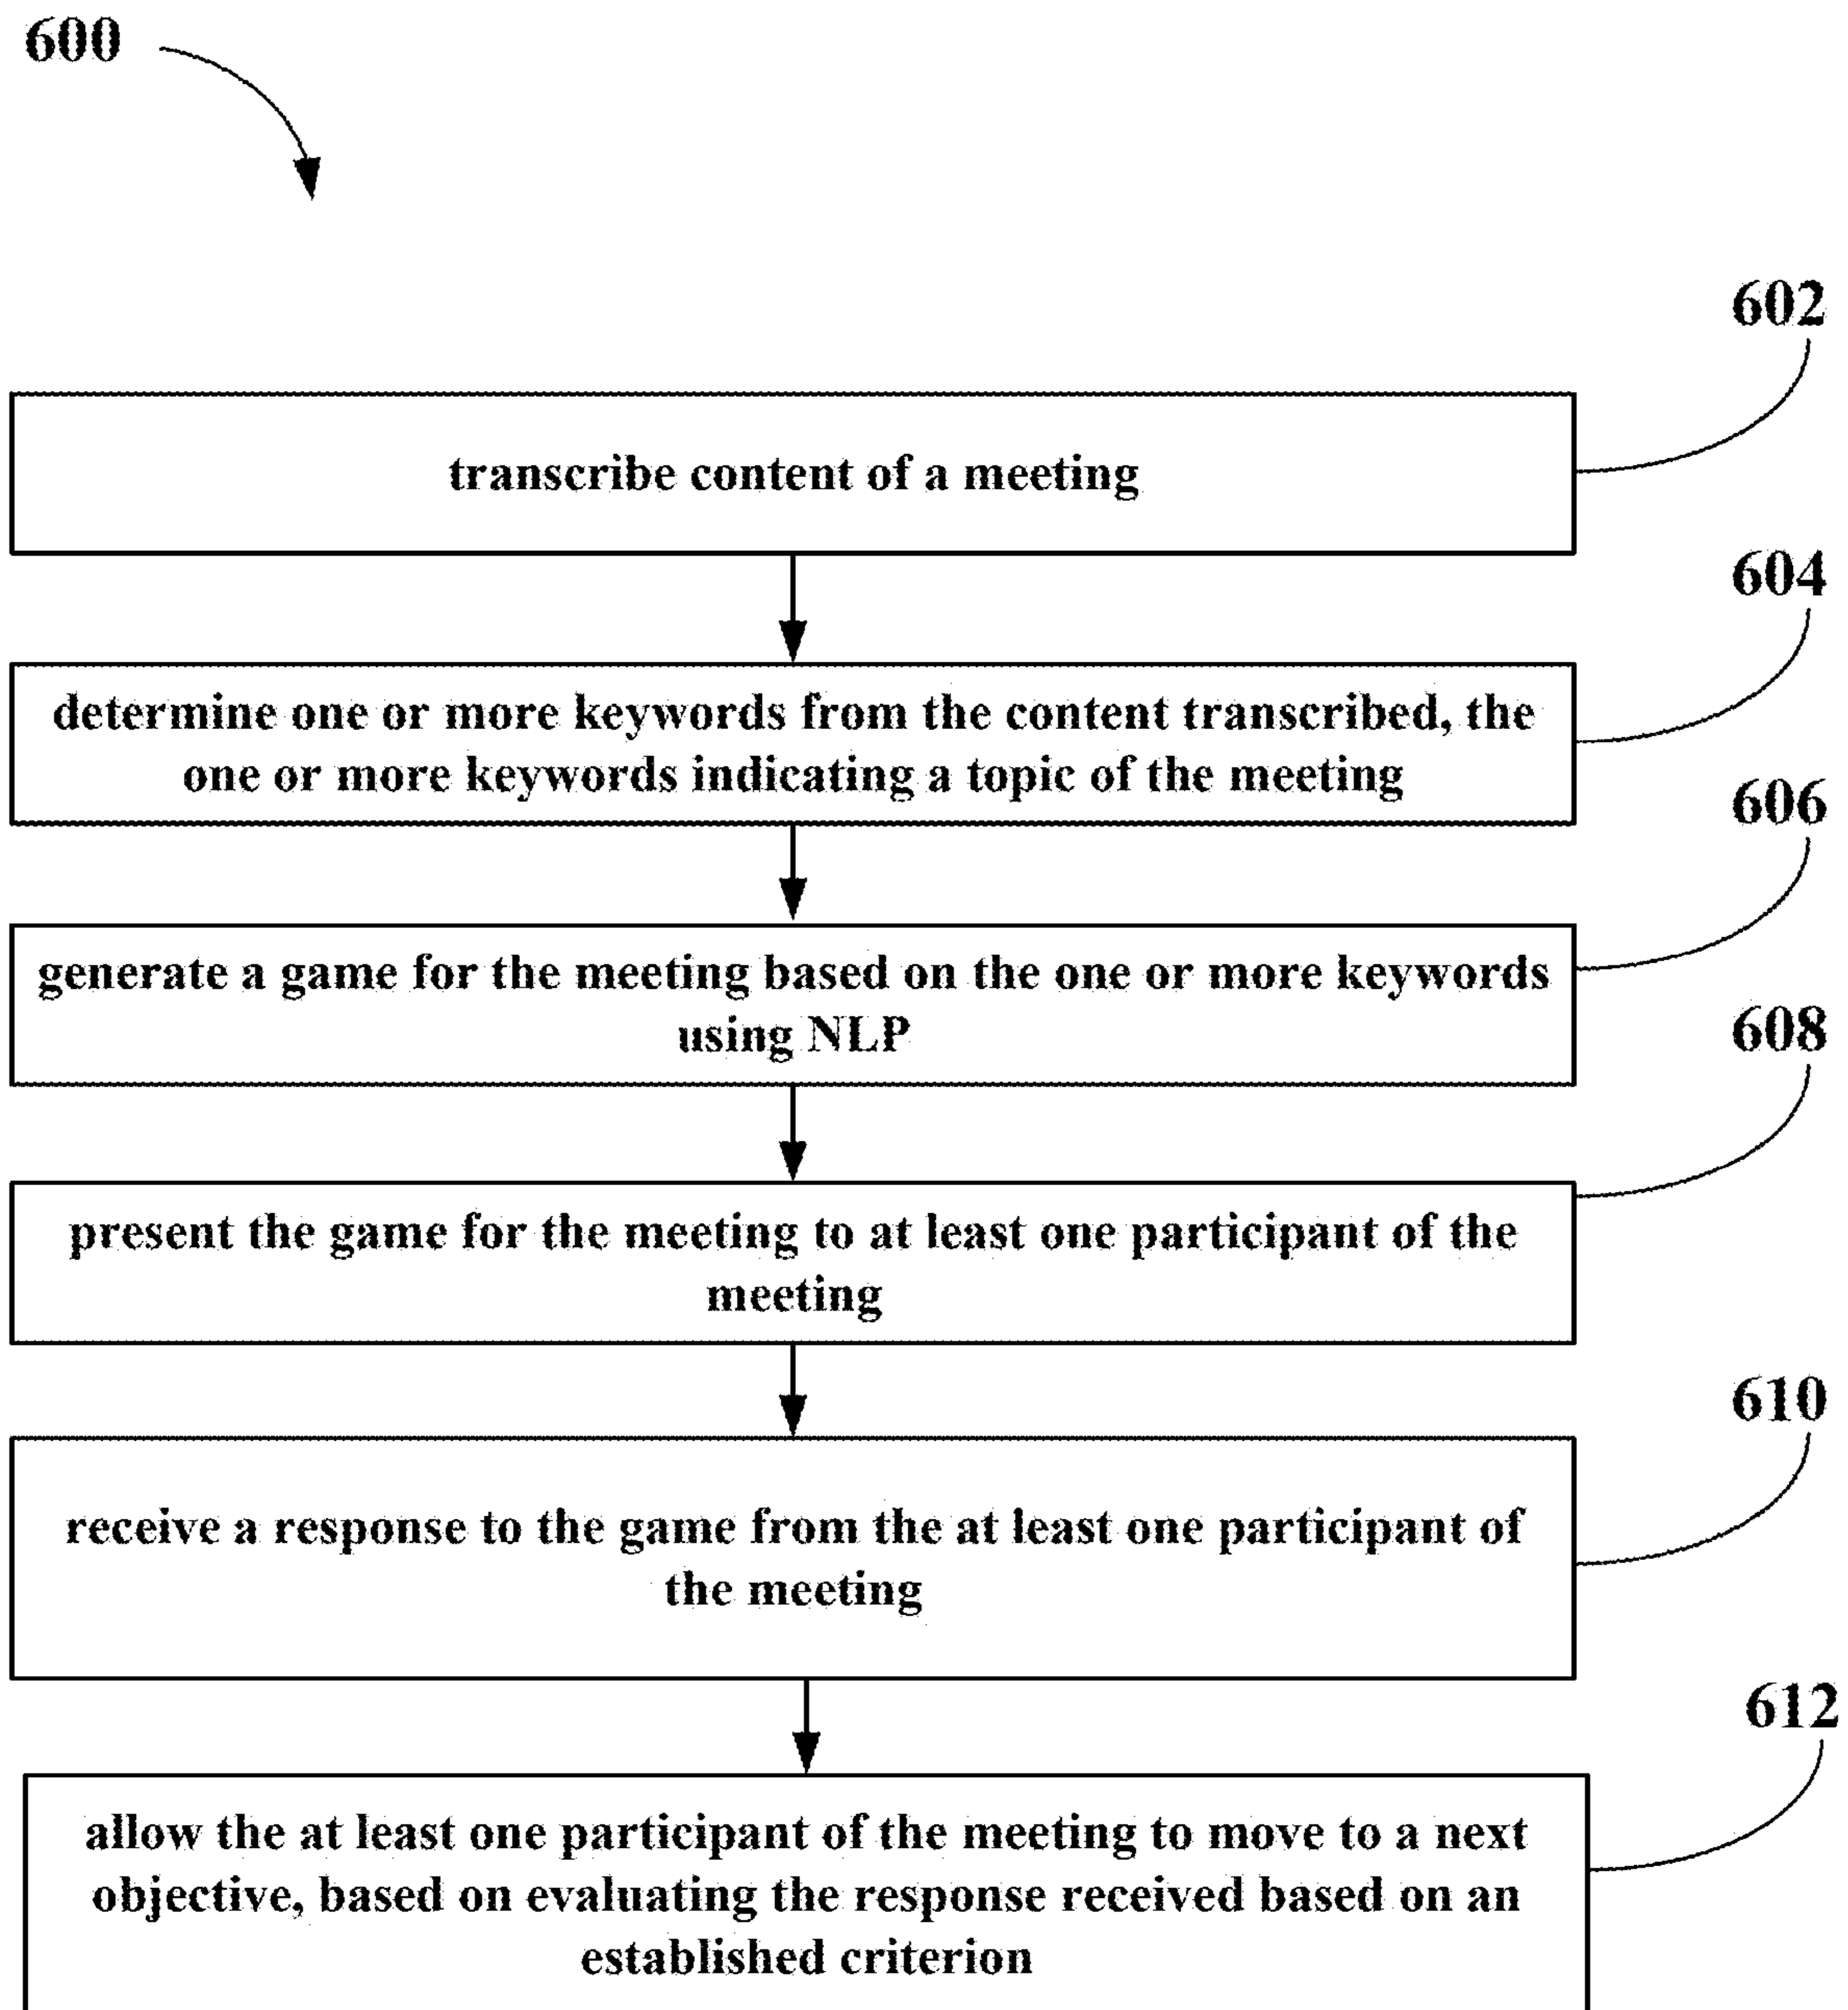 600
602
transcribe content of a meeting
604
determine one or more keywords from the content transcribed, the
one or more keywords indicating a topic of the meeting
606
generate a game for the meeting based on the one or more keywords
using NLP
608
present the game for the meeting to at least one participant of the
meeting
610
receive a response to the game from the at least one participant of
the meeting
612
allow the at least one participant of the meeting to move to a next
objective, based on evaluating the response received based on an
established criterion